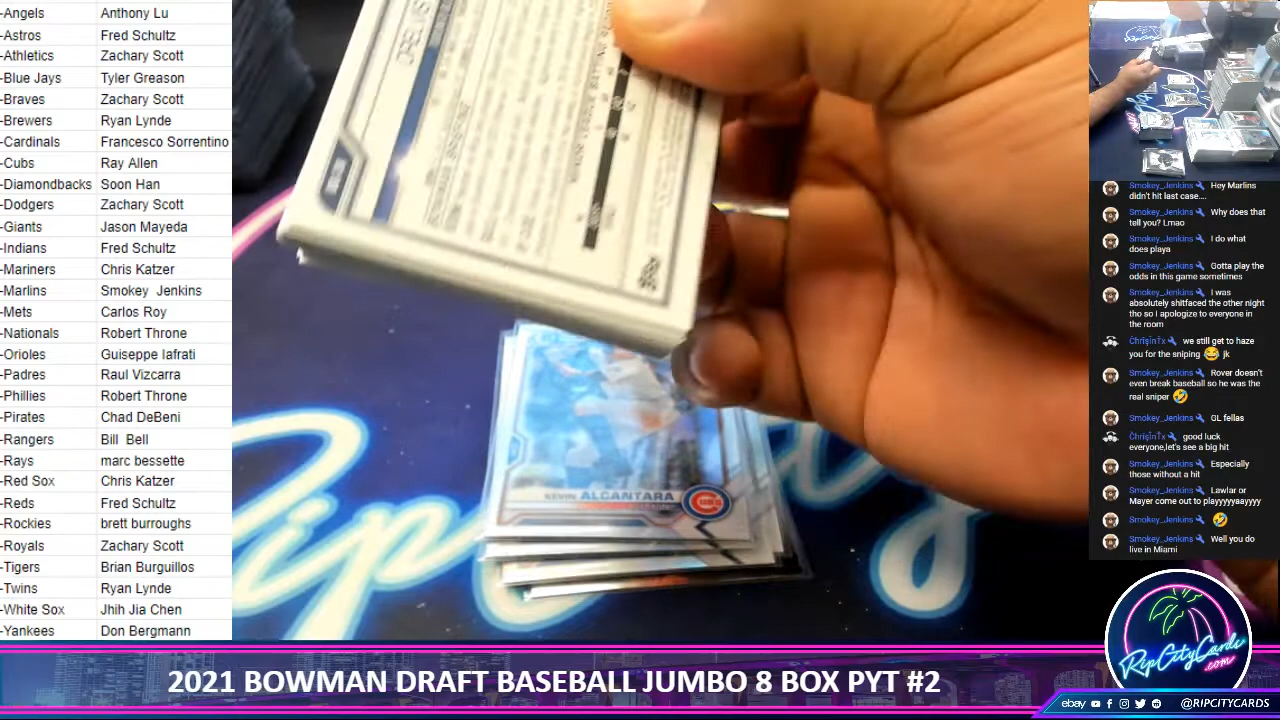 -Angels Anthony Lu
-Astros Fred Schultz
-Athletics Zachary Scott
-Blue Jays Tyler Greason
-Braves Zachary Scott
-Brewers Ryan Lynde
-Cardinals Francesco Sorrentino
-Cubs Ray Allen
-Diamondbacks Soon Han
-Dodgers Zachary Scott
-Giants Jason Mayeda
-Indians Fred Schultz
-Mariners Chris Katzer
-Marlins Smokey Jenkins
-Mets Carlos Roy
-Nationals Robert Throne
-Orioles Guiseppe Iafrati
-Padres Raul Vizcarra
-Phillies Robert Throne
-Pirates Chad DeBeni
-Rangers Bill Bell
-Rays marc bessette
-Red Sox Chris Katzer
-Reds Fred Schultz
-Rockies brett burroughs
-Royals Zachary Scott
-Tigers Brian Burguillos
-Twins Ryan Lynde
-White Sox Jhih Jia Chen
-Yankees Don Bergmann
KEVIN ALCANTARA
CUBS
Smokey_Jenkins Hey Marlins
didn't hit last case....
Smokey_Jenkins Why does that
tell you? Lmao
Smokey_Jenkins I do what
does playa
Smokey_Jenkins Gotta play the
odds in this game sometimes
Smokey_Jenkins I was
absolutely shitfaced the other night
tho so I apologize to everyone in
the room
we still get to haze
you for the sniping 😂 jk
Smokey_Jenkins Rover doesn't
even break baseball so he was the
real sniper 🤣
Smokey_Jenkins GL fellas
good luck
everyone,let's see a big hit
Smokey_Jenkins Especially
those without a hit
Smokey_Jenkins Lawlar or
Mayer come out to playyyyaayyyy
Smokey_Jenkins 🤣
Smokey_Jenkins Well you do
live in Miami
RipCityCards
.com
2021 BOWMAN DRAFT BASEBALL JUMBO 8 BOX PYT #2
ebay @RIPCITYCARDS